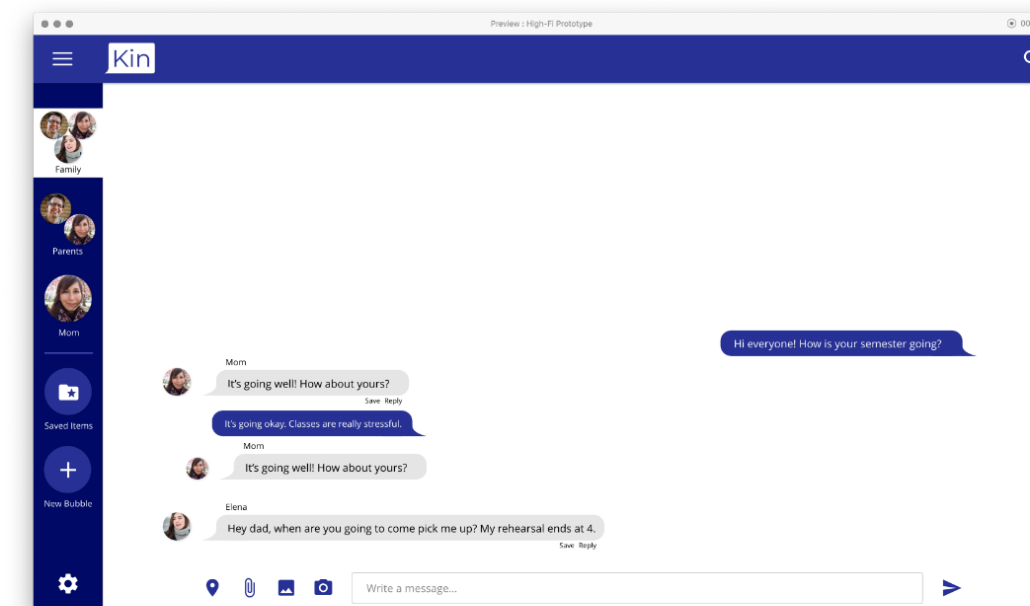 Preview : High-Fi Prototype
00
Kin
Family
Parents
Mom
Saved Items
New Bubble
Hi everyone! How is your semester going?
Mom
It's going well! How about yours?
Save Reply
It's going okay. Classes are really stressful.
Mom
It's going well! How about yours?
Elena
Hey dad, when are you going to come pick me up? My rehearsal ends at 4.
Save Reply
Write a message...